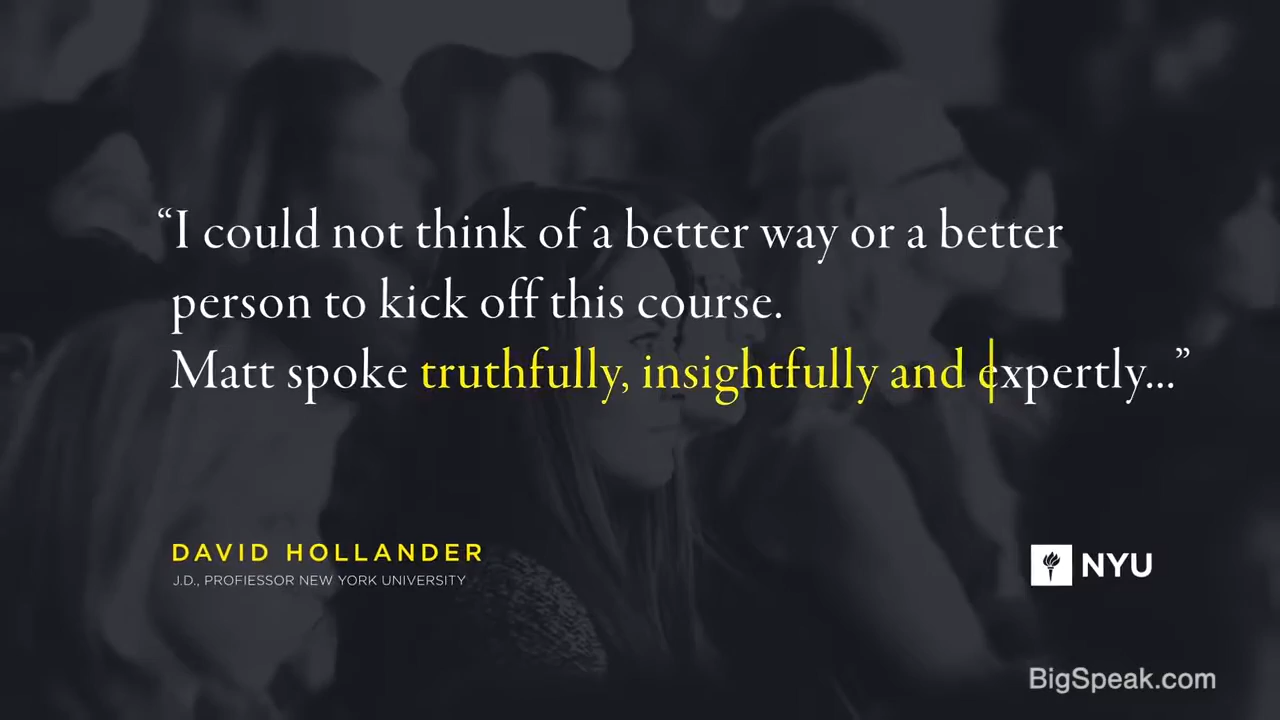 “I could not think of a better way or a better
person to kick off this course.
Matt spoke truthfully, insightfully and expertly...”
DAVID HOLLANDER
J.D., PROFIESSOR NEW YORK UNIVERSITY
NYU
BigSpeak.com